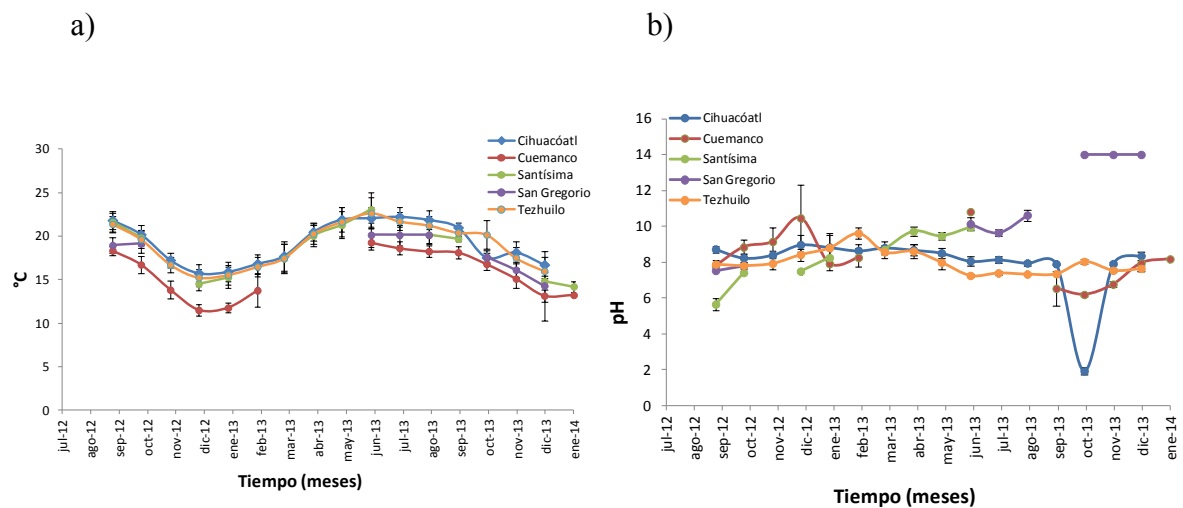 a)
b)
Cihuacóatl
Cuemanco
Santísima
San Gregorio
Tezhuilo
30
25
20
15
10
5
0
°C
jul-12
ago-12
sep-12
oct-12
nov-12
dic-12
ene-13
feb-13
mar-13
abr-13
may-13
jun-13
jul-13
ago-13
sep-13
oct-13
nov-13
dic-13
ene-14
Tiempo (meses)
Cihuacóatl
Cuemanco
Santísima
San Gregorio
Tezhuilo
16
14
12
10
8
6
4
2
0
pH
jul-12
ago-12
sep-12
oct-12
nov-12
dic-12
ene-13
feb-13
mar-13
abr-13
may-13
jun-13
jul-13
ago-13
sep-13
oct-13
nov-13
dic-13
ene-14
Tiempo (meses)